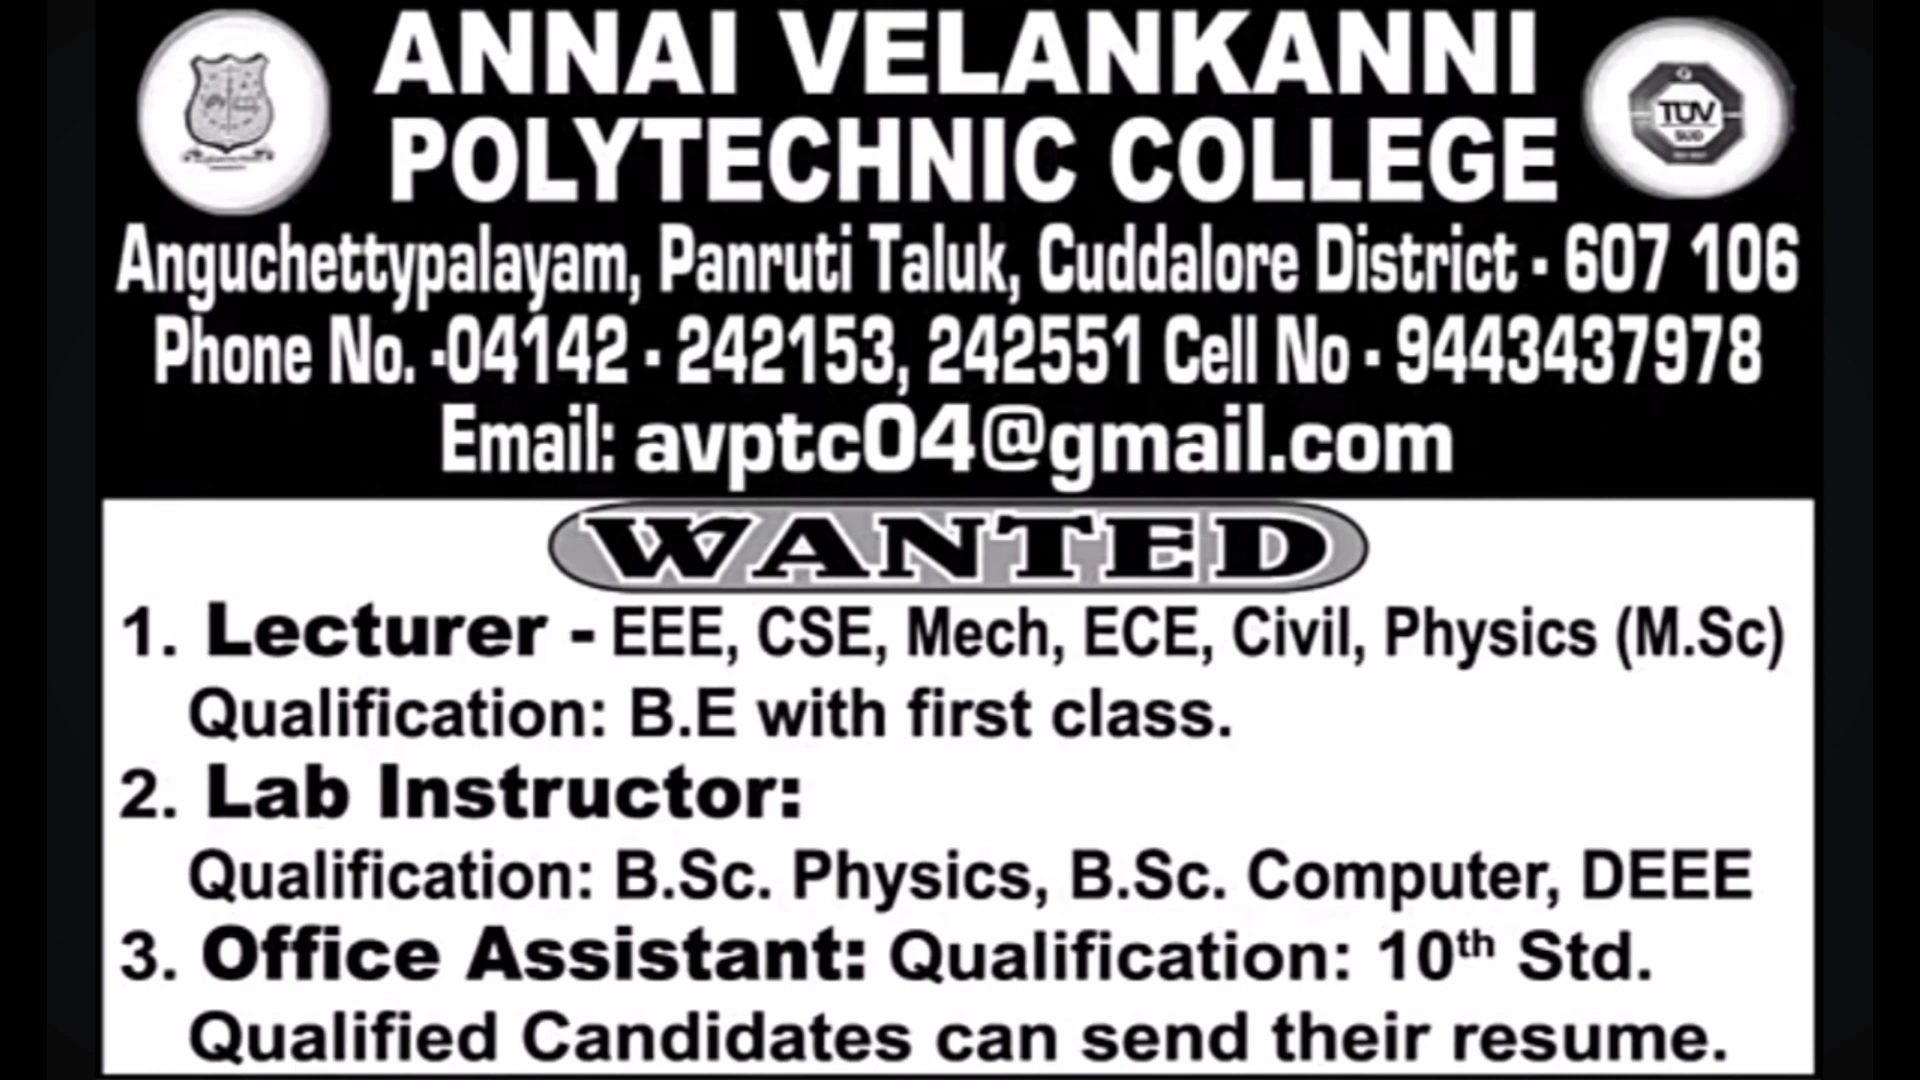 ANNAI VELANKANNI
POLYTECHNIC COLLEGE
TÜV
SÜD
Anguchettypalayam, Panruti Taluk, Cuddalore District - 607 106
Phone No. -04142 - 242153, 242551 Cell No - 9443437978
Email: avptc04@gmail.com
WANTED
1. Lecturer - EEE, CSE, Mech, ECE, Civil, Physics (M.Sc)
Qualification: B.E with first class.
2. Lab Instructor:
Qualification: B.Sc. Physics, B.Sc. Computer, DEEE
3. Office Assistant: Qualification: 10th Std.
Qualified Candidates can send their resume.